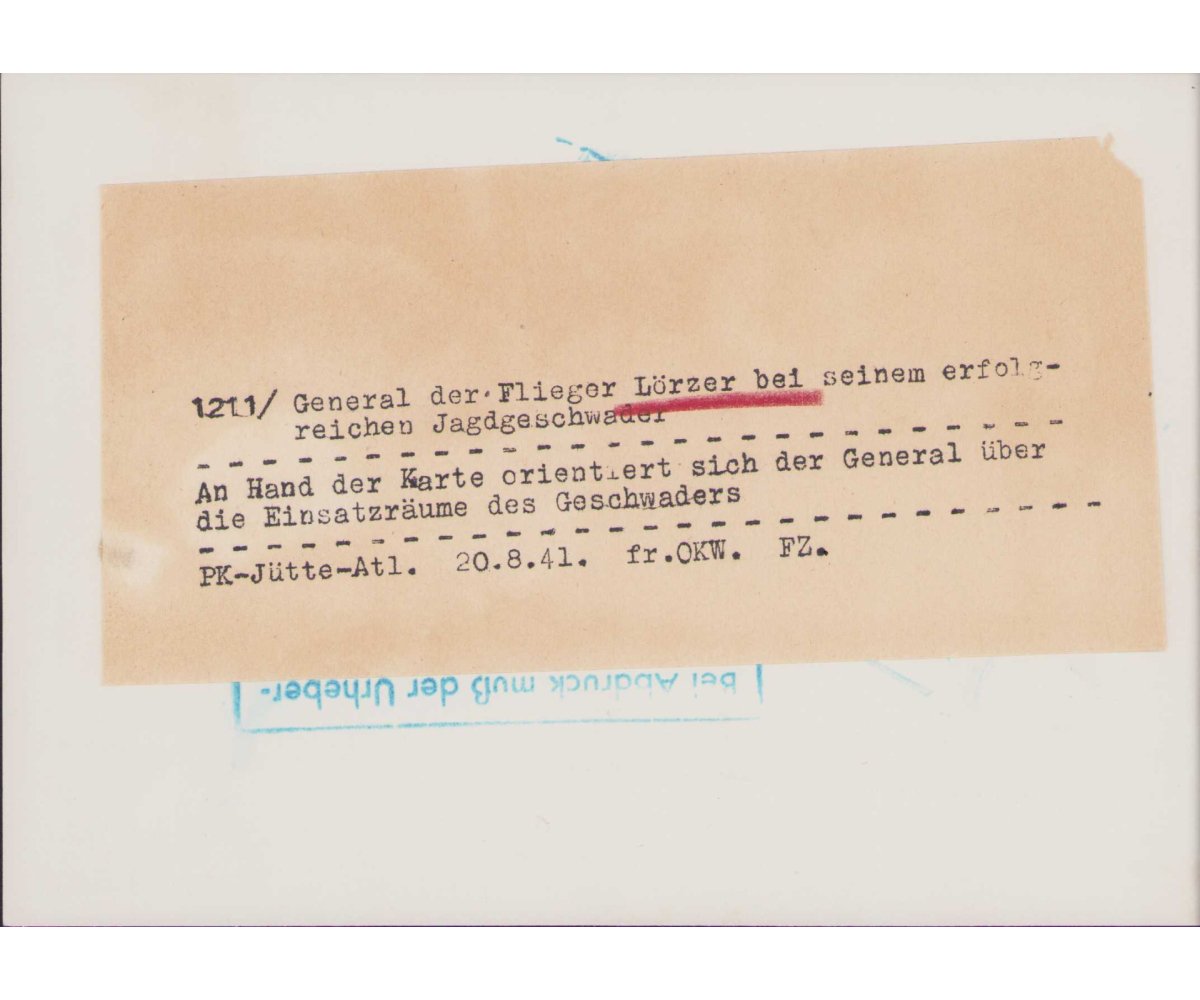 1211/ General der Flieger Lörzer bei seinem erfolg-
reichen Jagdgeschwader
An Hand der Karte orientiert sich der General über
die Einsatzräume des Geschwaders
PK-Jütte-Atl. 20.8.41. fr.OKW. FZ.
Bei Abdruck muß der Urheber-